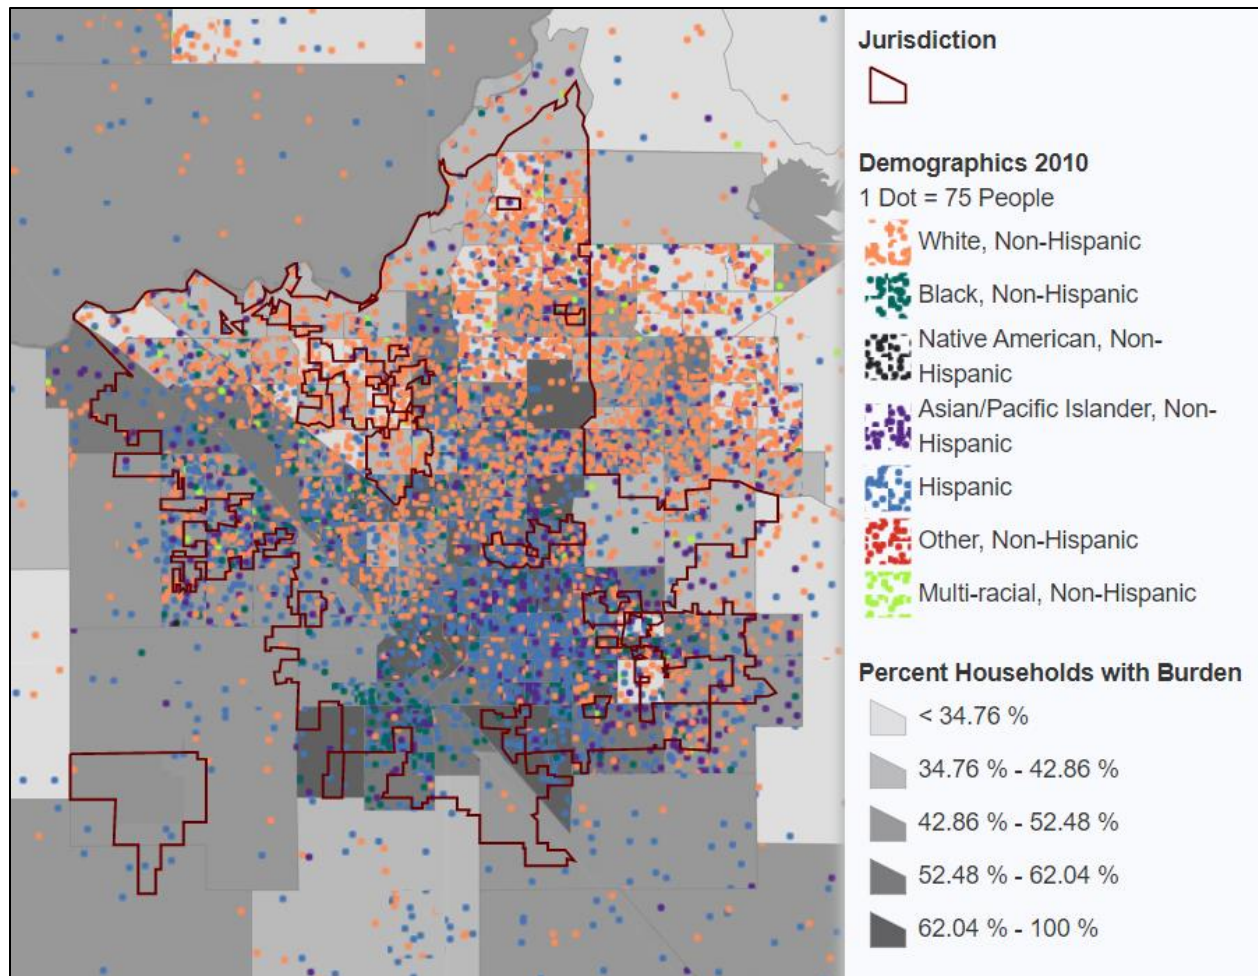 Jurisdiction
Demographics 2010
1 Dot = 75 People
White, Non-Hispanic
Black, Non-Hispanic
Native American, Non-
Hispanic
Asian/Pacific Islander, Non-
Hispanic
Hispanic
Other, Non-Hispanic
Multi-racial, Non-Hispanic
Percent Households with Burden
< 34.76 %
34.76 % - 42.86 %
42.86 % - 52.48 %
52.48 % - 62.04 %
62.04 % - 100 %